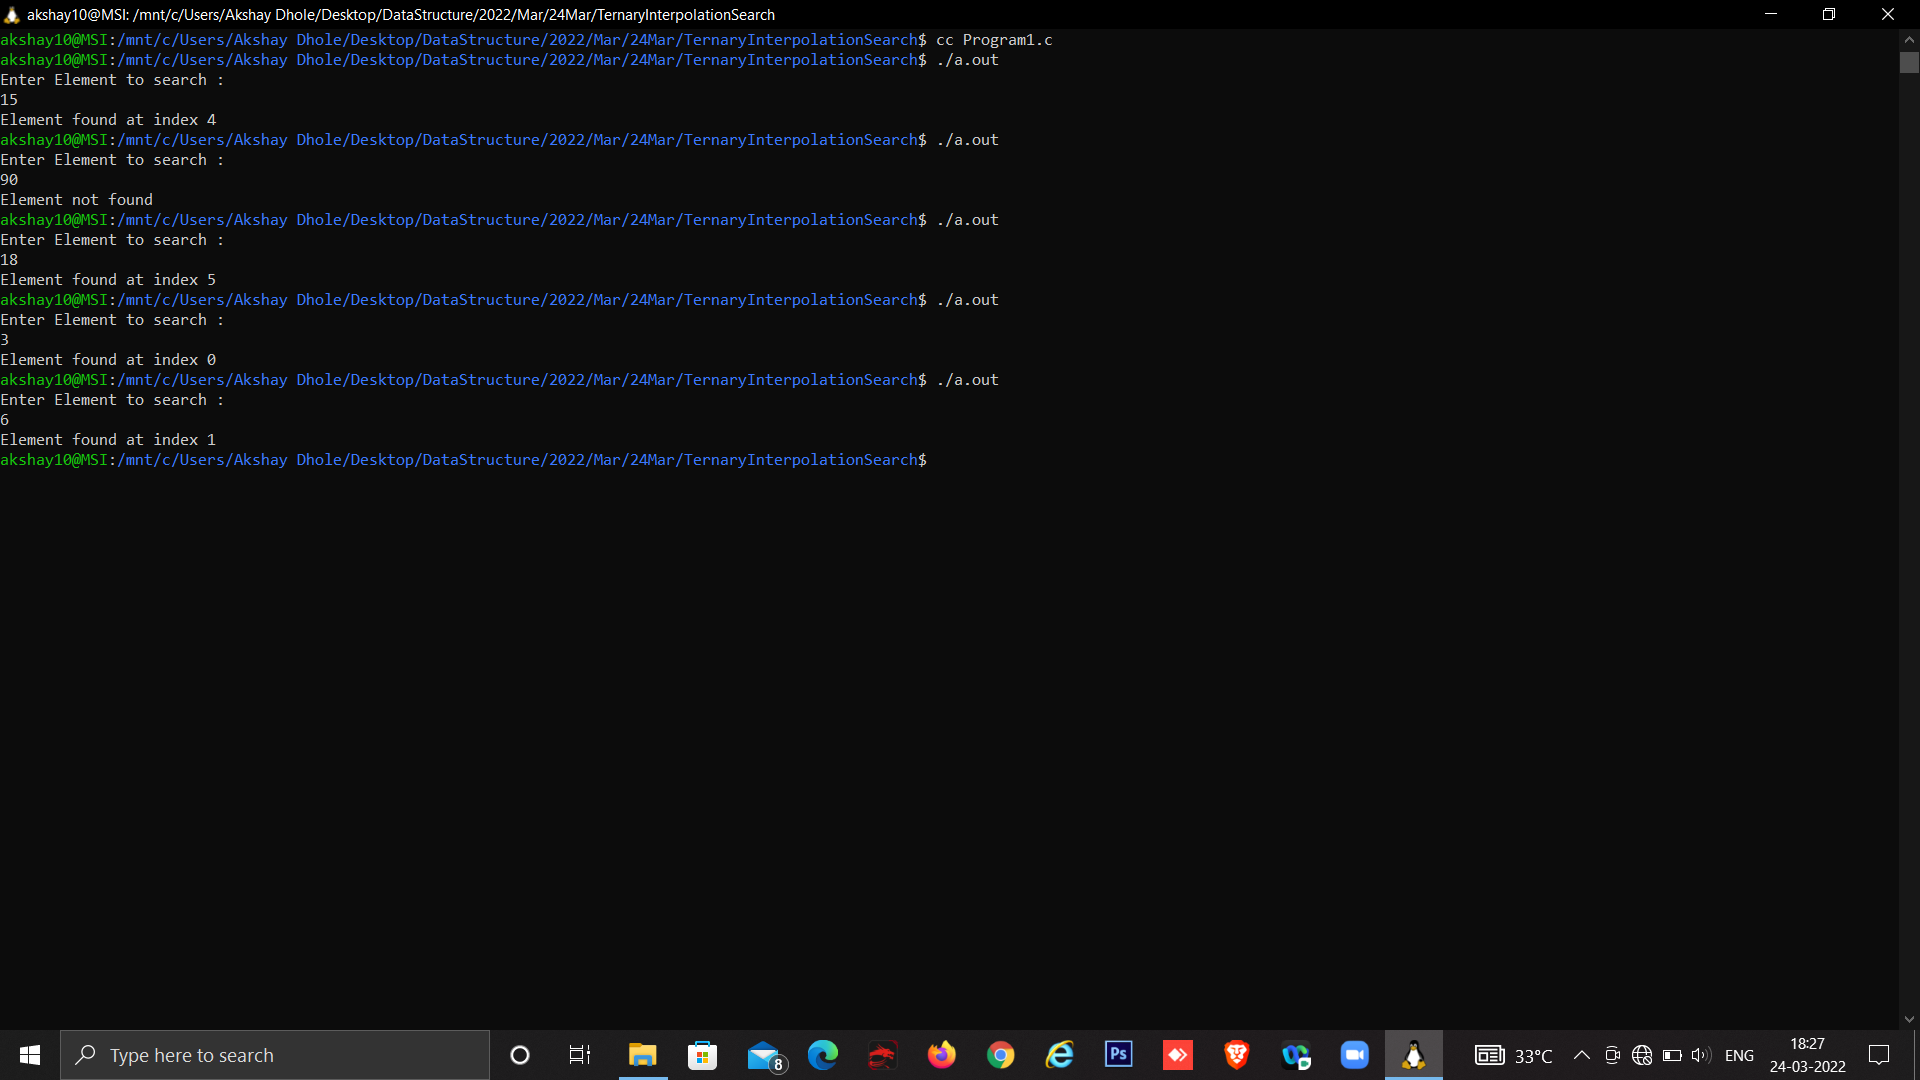 akshay10@MSI: /mnt/c/Users/Akshay Dhole/Desktop/DataStructure/2022/Mar/24Mar/TernaryInterpolationSearch
akshay10@MSI:/mnt/c/Users/Akshay Dhole/Desktop/DataStructure/2022/Mar/24Mar/TernaryInterpolationSearch$ cc Program1.c
akshay10@MSI:/mnt/c/Users/Akshay Dhole/Desktop/DataStructure/2022/Mar/24Mar/TernaryInterpolationSearch$ ./a.out
Enter Element to search :
15
Element found at index 4
akshay10@MSI:/mnt/c/Users/Akshay Dhole/Desktop/DataStructure/2022/Mar/24Mar/TernaryInterpolationSearch$ ./a.out
Enter Element to search :
90
Element not found
akshay10@MSI:/mnt/c/Users/Akshay Dhole/Desktop/DataStructure/2022/Mar/24Mar/TernaryInterpolationSearch$ ./a.out
Enter Element to search :
18
Element found at index 5
akshay10@MSI:/mnt/c/Users/Akshay Dhole/Desktop/DataStructure/2022/Mar/24Mar/TernaryInterpolationSearch$ ./a.out
Enter Element to search :
3
Element found at index 0
akshay10@MSI:/mnt/c/Users/Akshay Dhole/Desktop/DataStructure/2022/Mar/24Mar/TernaryInterpolationSearch$ ./a.out
Enter Element to search :
6
Element found at index 1
akshay10@MSI:/mnt/c/Users/Akshay Dhole/Desktop/DataStructure/2022/Mar/24Mar/TernaryInterpolationSearch$
Type here to search
8
Ps
33°C
ENG
18:27
24-03-2022